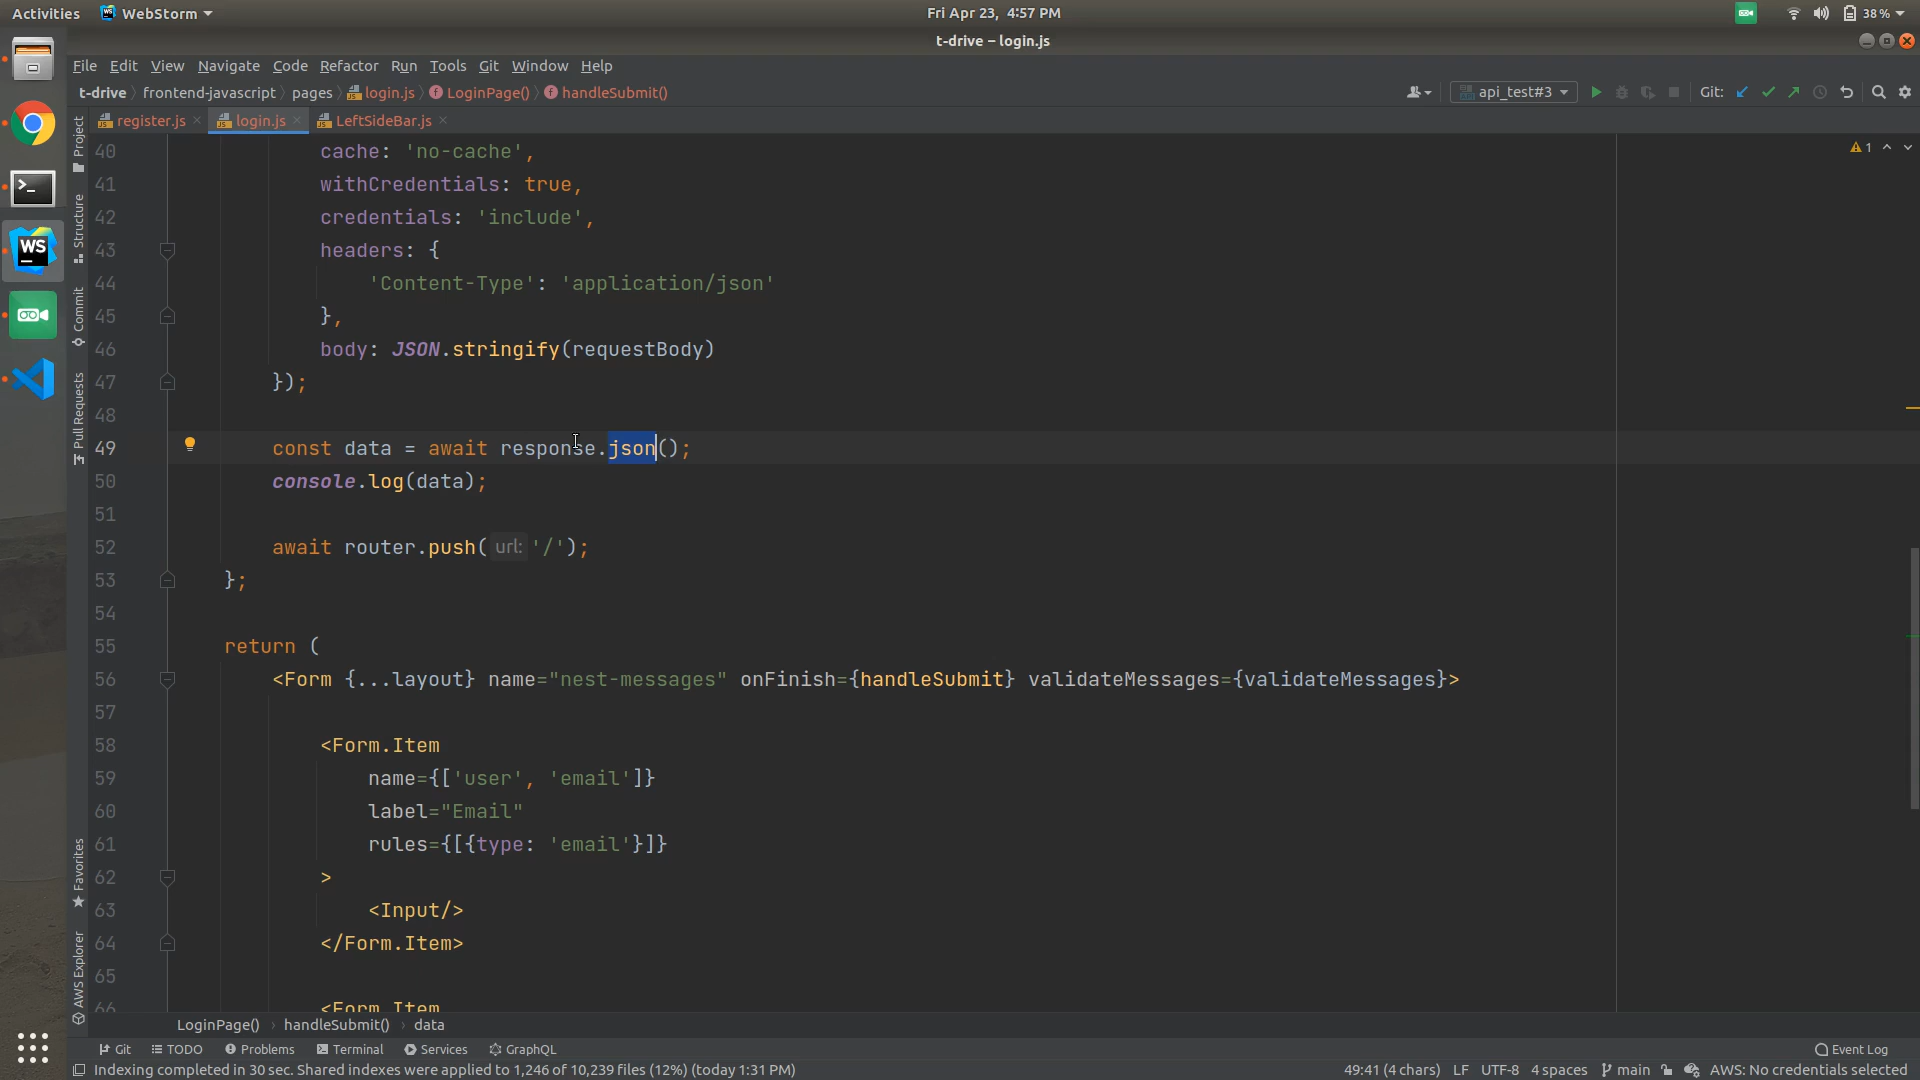 Activities WebStorm Fri Apr 23, 4:57 PM 38%
t-drive – login.js
File Edit View Navigate Code Refactor Run Tools Git Window Help
t-drive frontend-javascript pages login.js LoginPage() handleSubmit() api_test#3 Git:
register.js login.js LeftSideBar.js
Project
Structure
Commit
Pull Requests
Favorites
AWS Explorer
1
40 cache: 'no-cache',
41 withCredentials: true,
42 credentials: 'include',
43 headers: {
44 'Content-Type': 'application/json'
45 },
46 body: JSON.stringify(requestBody)
47 });
48
49 const data = await response.json();
50 console.log(data);
51
52 await router.push( url: '/');
53 };
54
55 return (
56 <Form {...layout} name="nest-messages" onFinish={handleSubmit} validateMessages={validateMessages}>
57
58 <Form.Item
59 name={['user', 'email']}
60 label="Email"
61 rules={[{type: 'email'}]}
62 >
63 <Input/>
64 </Form.Item>
65
66 <Form.Item
LoginPage() handleSubmit() data
Git TODO Problems Terminal Services GraphQL Event Log
Indexing completed in 30 sec. Shared indexes were applied to 1,246 of 10,239 files (12%) (today 1:31 PM) 49:41 (4 chars) LF UTF-8 4 spaces main AWS: No credentials selected
WS